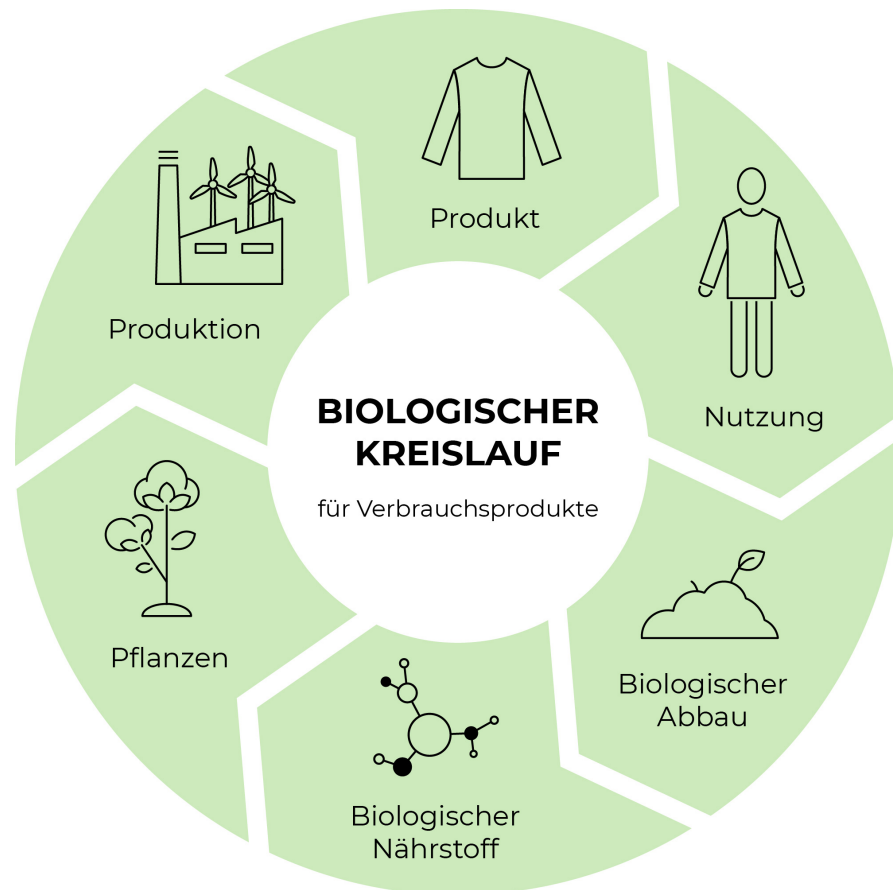 Produkt
Nutzung
Biologischer
Abbau
Biologischer
Nährstoff
Pflanzen
Produktion
BIOLOGISCHER
KREISLAUF
für Verbrauchsprodukte